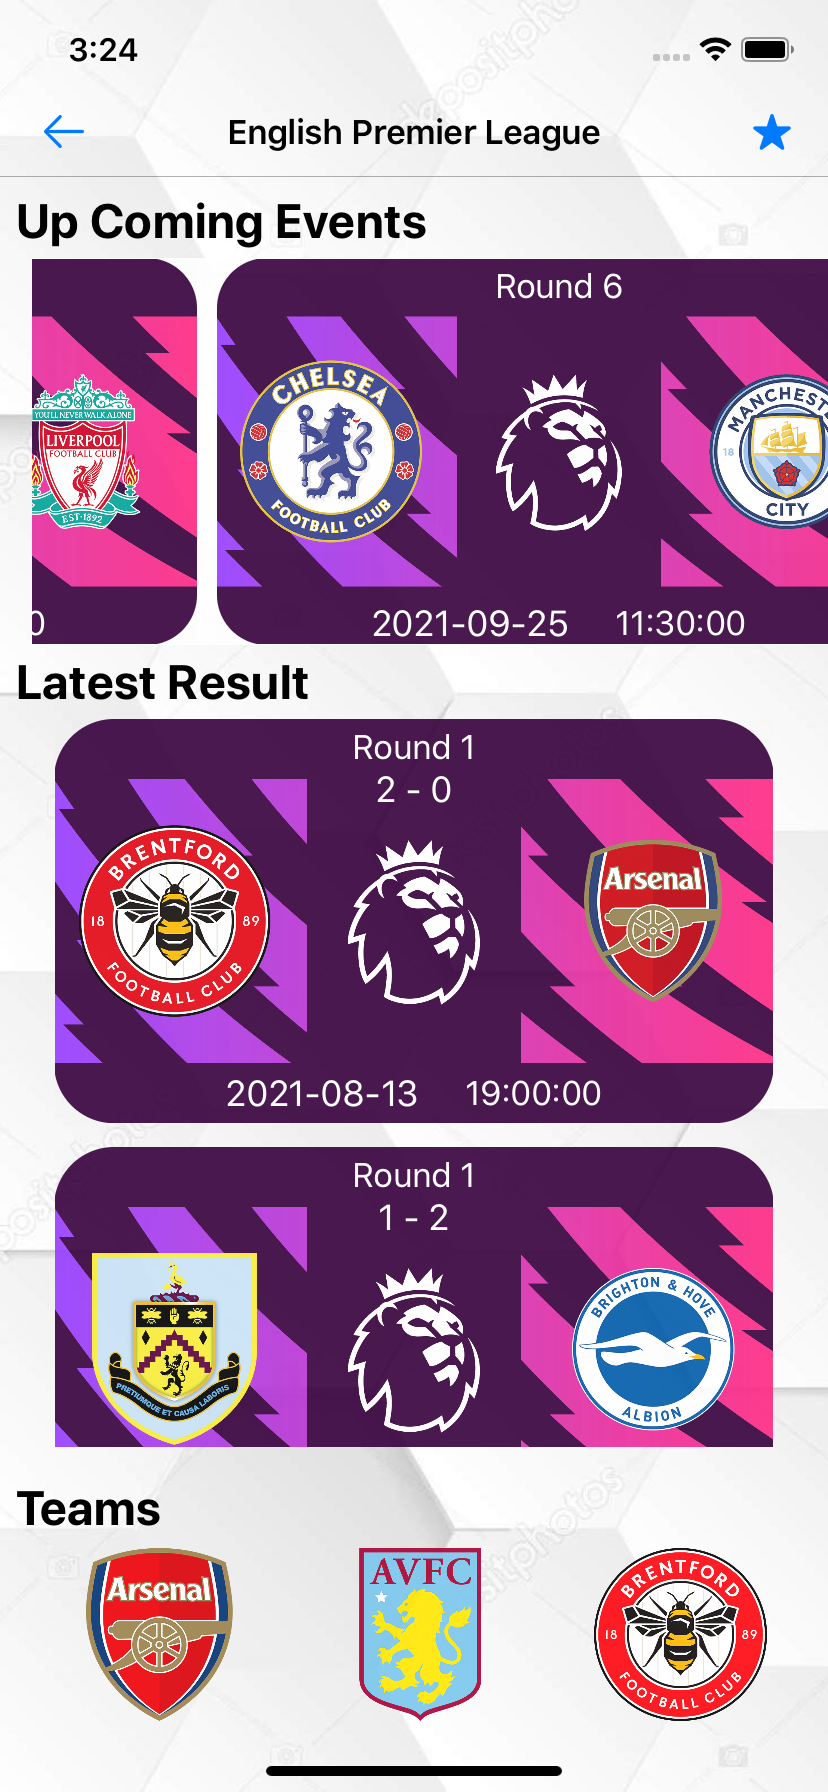 3:24
English Premier League
Up Coming Events
Round 6
YOU'LL NEVER WALK ALONE
LIVERPOOL
FOOTBALL CLUB
EST·1892
CHELSEA
FOOTBALL CLUB
MANCHEST
18
CITY
0
2021-09-25 11:30:00
Latest Result
Round 1
2 - 0
BRENTFORD
18 89
FOOTBALL CLUB
Arsenal
2021-08-13 19:00:00
Round 1
1 - 2
PRETIUMQUE ET CAUSA LABORIS
BRIGHTON & HOVE
ALBION
Teams
Arsenal
AVFC
BRENTFORD
18 89
FOOTBALL CLUB